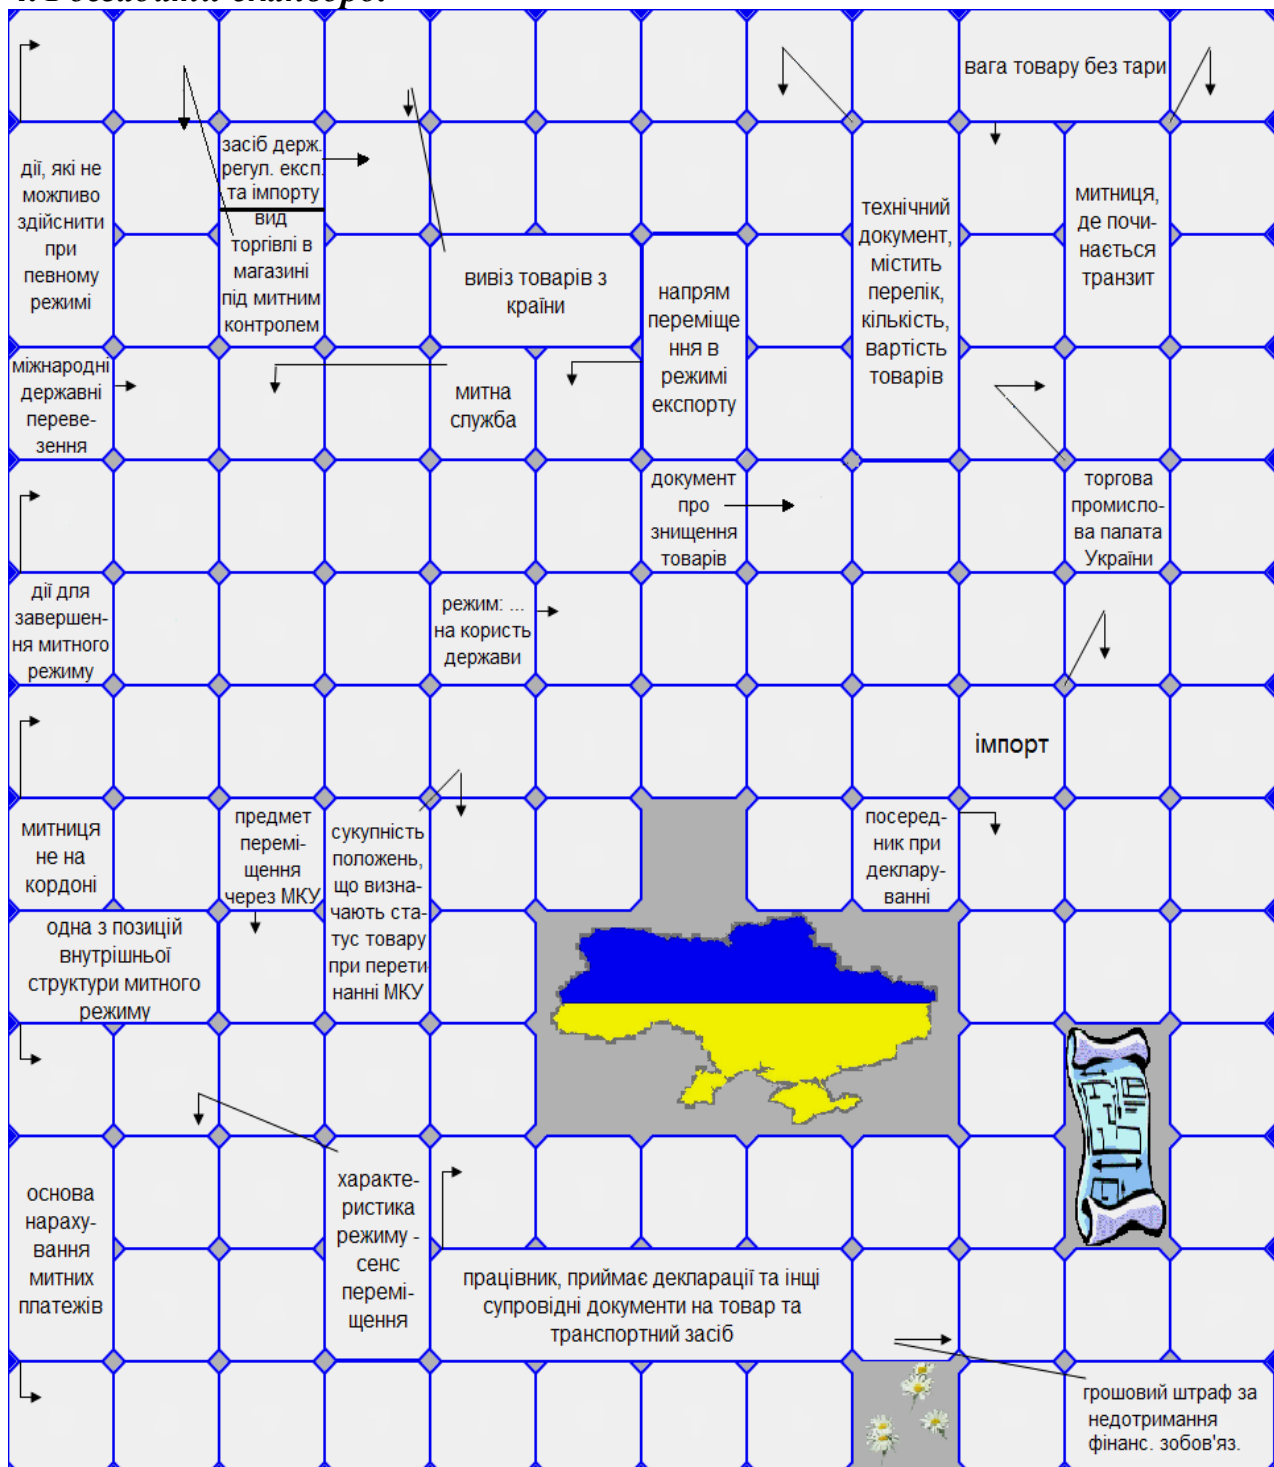 вага товару без тари
дії, які не
можливо
здійснити
при
певному
режимі
засіб держ.
регул. експ.
та імпорту
вид
торгівлі в
магазині
під митним
контролем
вивіз товарів з
країни
напрям
переміще
ння в
режимі
експорту
технічний
документ,
містить
перелік,
кількість,
вартість
товарів
митниця,
де почи-
нається
транзит
міжнародні
державні
переве-
зення
митна
служба
документ
про
знищення
товарів
торгова
промисло-
ва палата
України
дії для
завершен-
ня митного
режиму
режим: ...
на користь
держави
імпорт
митниця
не на
кордоні
предмет
перемі-
щення
через МКУ
сукупність
положень,
що визна-
чають ста-
тус товару
при перети-
нанні МКУ
посеред-
ник при
деклару-
ванні
одна з позицій
внутрішньої
структури митного
режиму
основа
нараху-
вання
митних
платежів
характе-
ристика
режиму -
сенс
перемі-
щення
працівник, приймає декларації та інщі
супровідні документи на товар та
транспортний засіб
грошовий штраф за
недотримання
фінанс. зобов'яз.